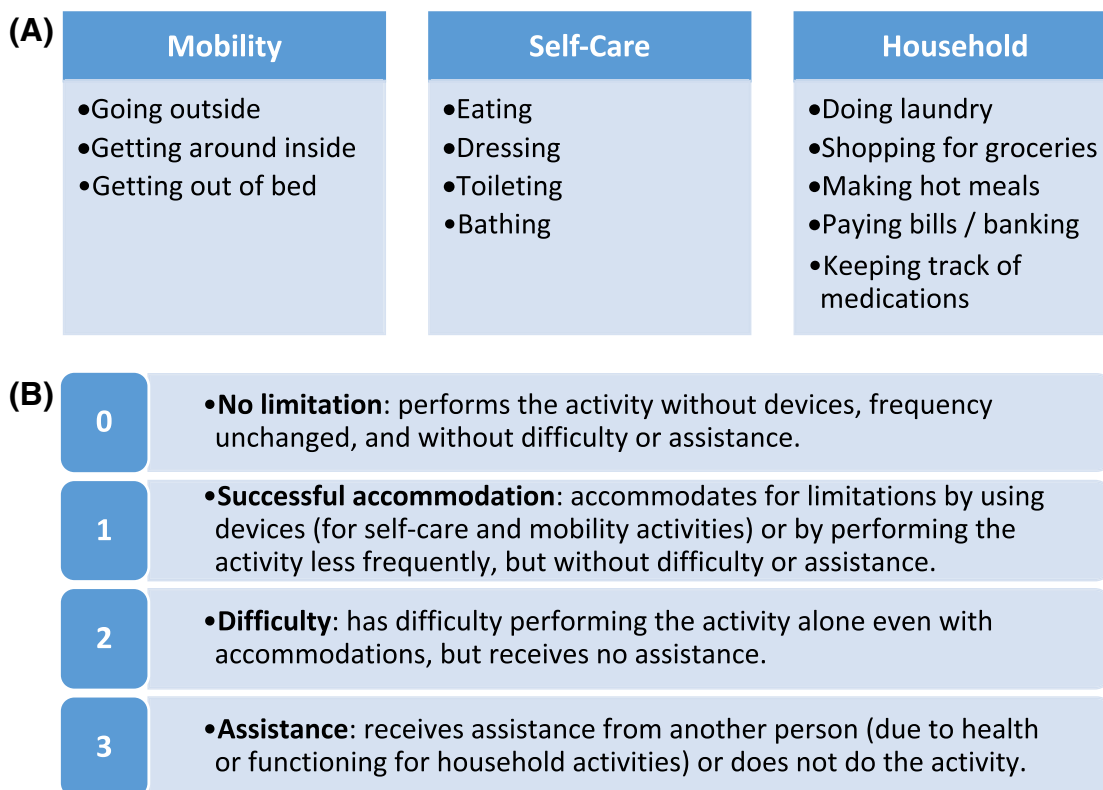 (A)
Mobility
•Going outside
•Getting around inside
•Getting out of bed
Self-Care
•Eating
•Dressing
•Toileting
•Bathing
Household
•Doing laundry
•Shopping for groceries
•Making hot meals
•Paying bills / banking
•Keeping track of
medications
(B)
0
•No limitation: performs the activity without devices, frequency
unchanged, and without difficulty or assistance.
1
•Successful accommodation: accommodates for limitations by using
devices (for self-care and mobility activities) or by performing the
activity less frequently, but without difficulty or assistance.
2
•Difficulty: has difficulty performing the activity alone even with
accommodations, but receives no assistance.
3
•Assistance: receives assistance from another person (due to health
or functioning for household activities) or does not do the activity.